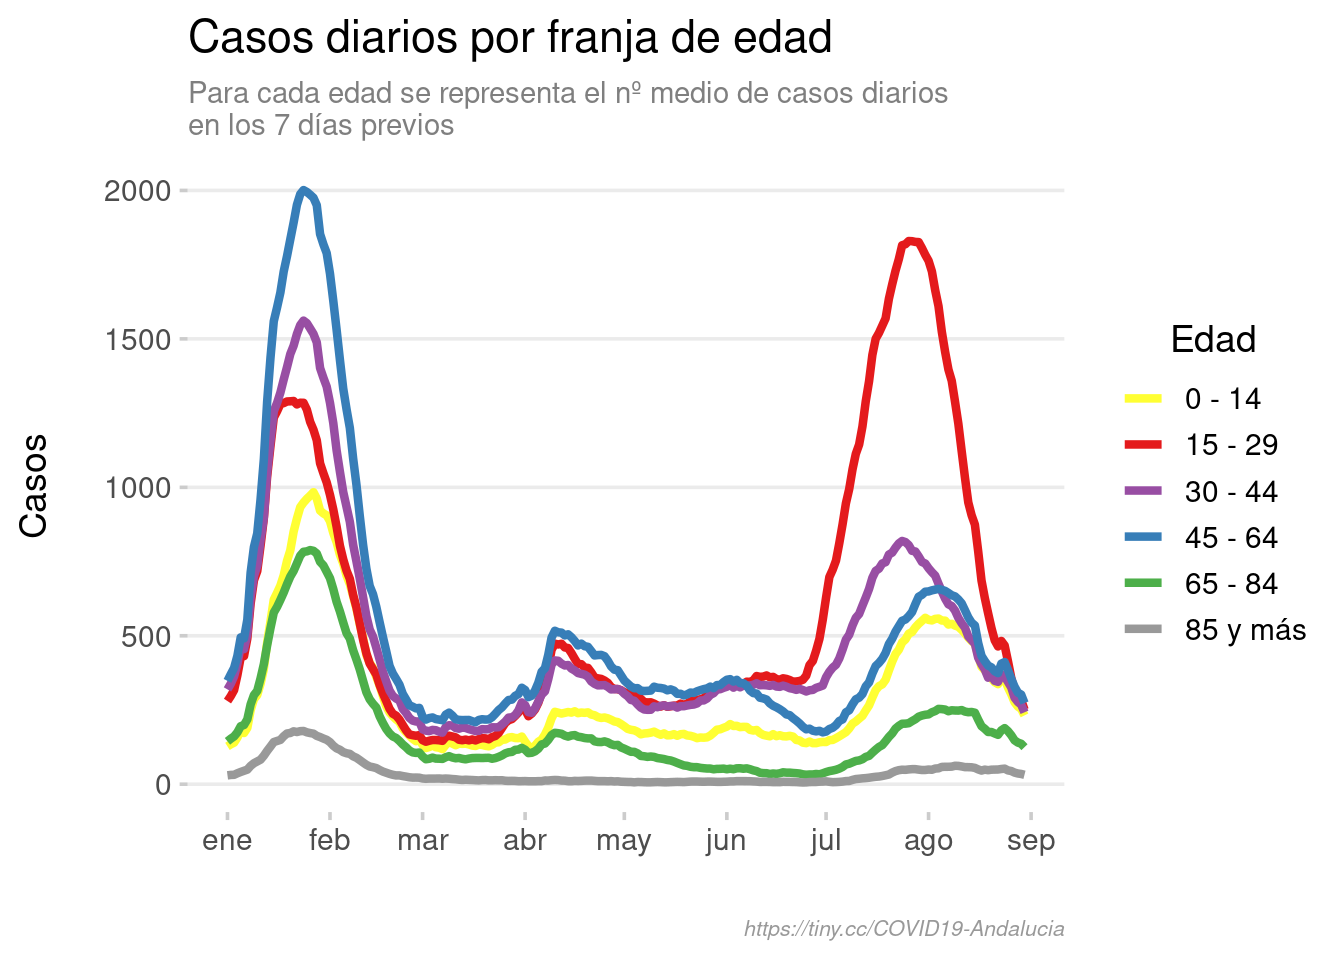 Casos diarios por franja de edad
Para cada edad se representa el nº medio de casos diarios
en los 7 días previos
2000
1500
1000
500
0
Casos
ene feb mar abr may jun jul ago sep
Edad
0 - 14
15 - 29
30 - 44
45 - 64
65 - 84
85 y más
https://tiny.cc/COVID19-Andalucia